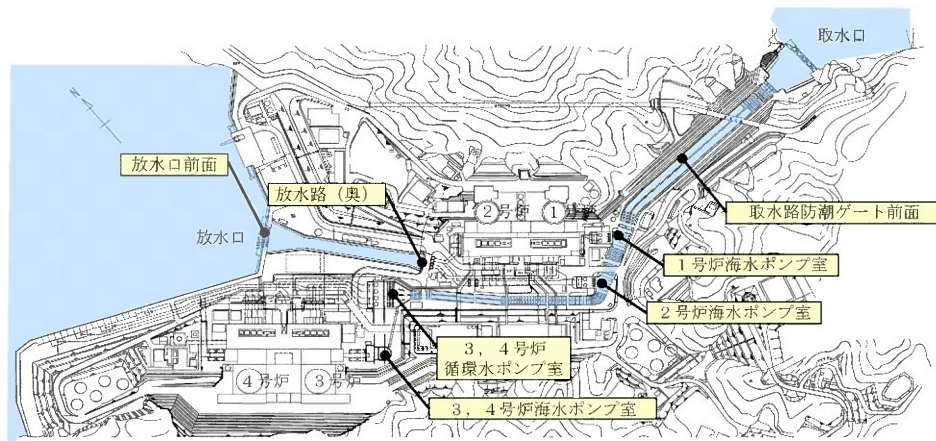 取水口
N
放水口前面
放水路（奥）
②号炉
①号炉
取水路防潮ゲート前面
放水口
１号炉海水ポンプ室
２号炉海水ポンプ室
３，４号炉
循環水ポンプ室
④号炉
③号炉
３，４号炉海水ポンプ室